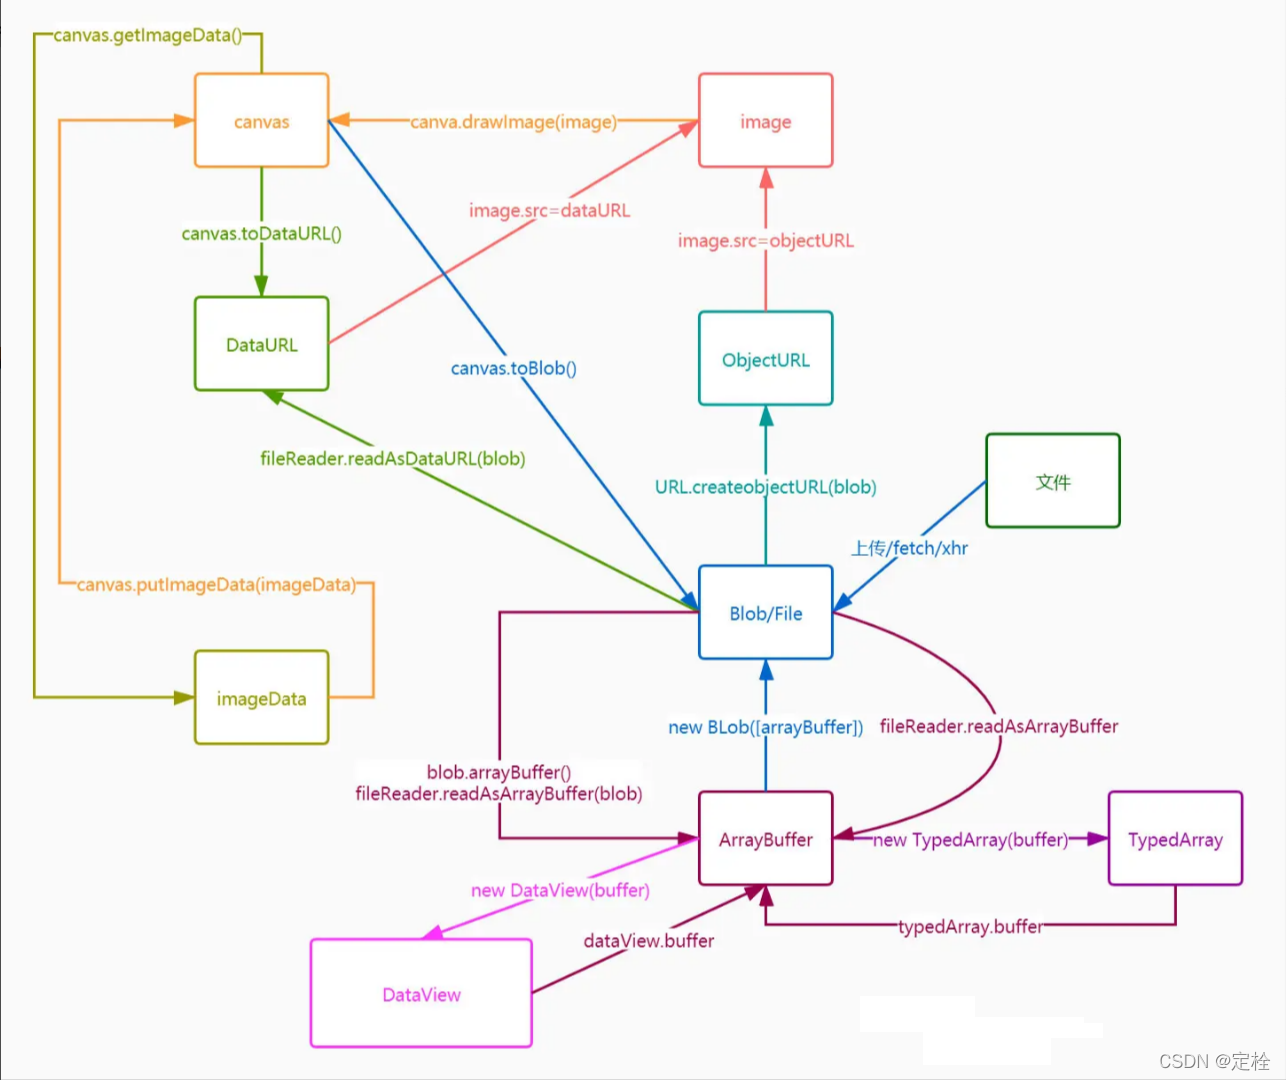 canvas.getImageData()
canvas
canva.drawImage(image)
image
image.src=dataURL
canvas.toDataURL()
image.src=objectURL
DataURL
ObjectURL
canvas.toBlob()
fileReader.readAsDataURL(blob)
URL.createobjectURL(blob)
文件
上传/fetch/xhr
canvas.putImageData(imageData)
Blob/File
imageData
new BLob([arrayBuffer])
fileReader.readAsArrayBuffer
blob.arrayBuffer()
fileReader.readAsArrayBuffer(blob)
ArrayBuffer
new TypedArray(buffer)
TypedArray
new DataView(buffer)
typedArray.buffer
dataView.buffer
DataView
CSDN @定栓